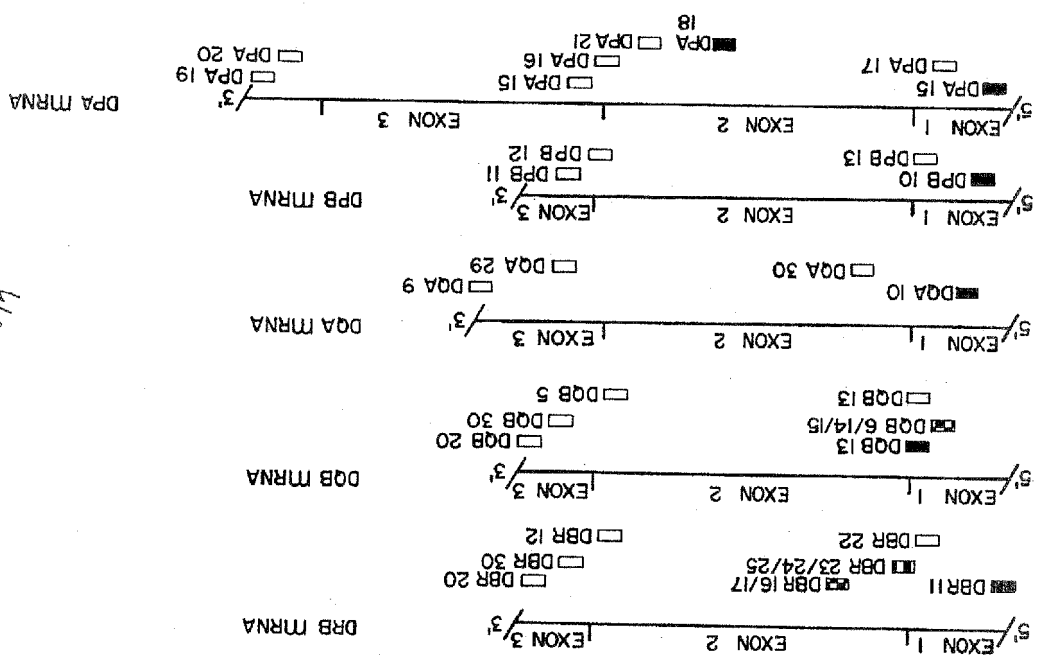 5' EXON 1 EXON 2 EXON 3 3' DRB mRNA
DBR 11 DBR 16/17 DBR 20
DBR 23/24/25 DBR 30
DBR 22 DBR 12
5' EXON 1 EXON 2 EXON 3 3' DQB mRNA
DQB 13 DQB 20
DQB 6/14/15 DQB 30
DQB 13 DQB 5
5' EXON 1 EXON 2 EXON 3 3' DQA mRNA
DQA 10 DQA 9
DQA 30 DQA 29
5' EXON 1 EXON 2 EXON 3 3' DPB mRNA
DPB 10 DPB 11
DPB 13 DPB 12
5' EXON 1 EXON 2 EXON 3 3' DPA mRNA
DPA 15 DPA 15 DPA 19
DPA 17 DPA 16 DPA 20
DPA 18 DPA 21